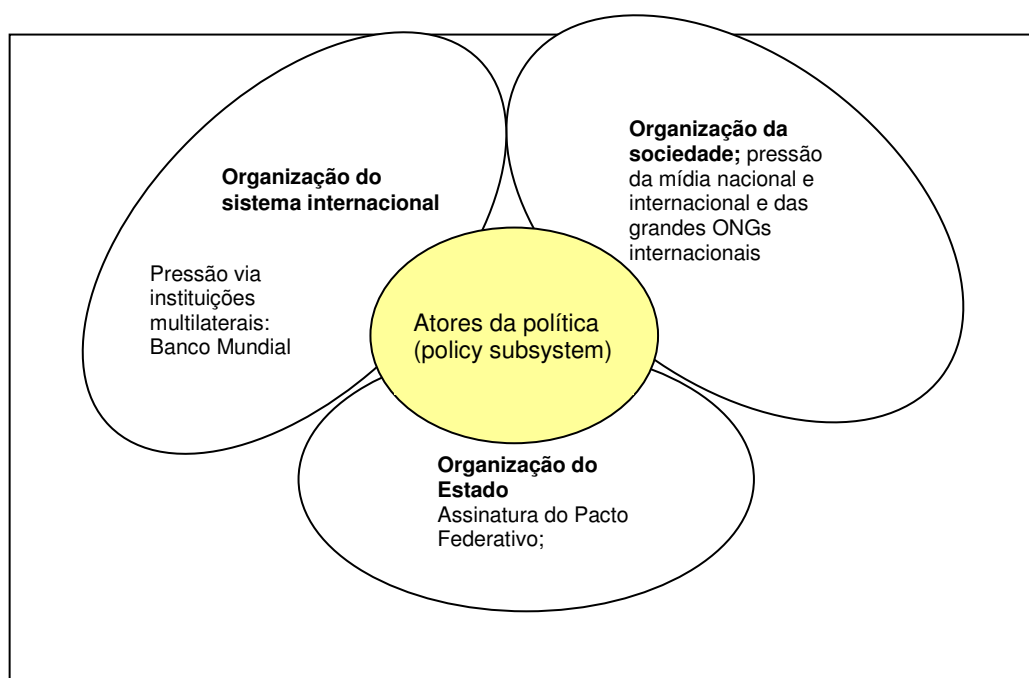 Organização do
sistema internacional
Pressão via
instituições
multilaterais:
Banco Mundial
Organização da
sociedade; pressão
da mídia nacional e
internacional e das
grandes ONGs
internacionais
Atores da política
(policy subsystem)
Organização do
Estado
Assinatura do Pacto
Federativo;